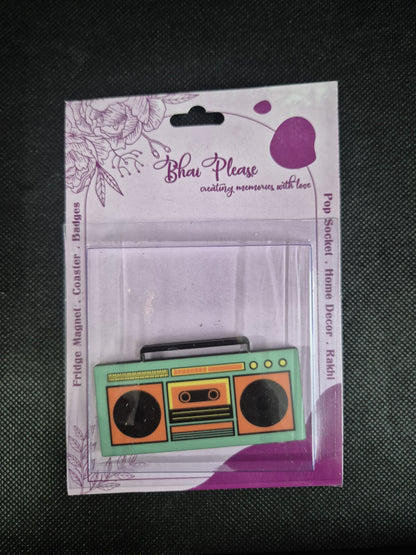 Bhai Please
creating memories with love
Fridge Magnet . Coaster . Badges
Pop Socket . Home Decor . Rakhi